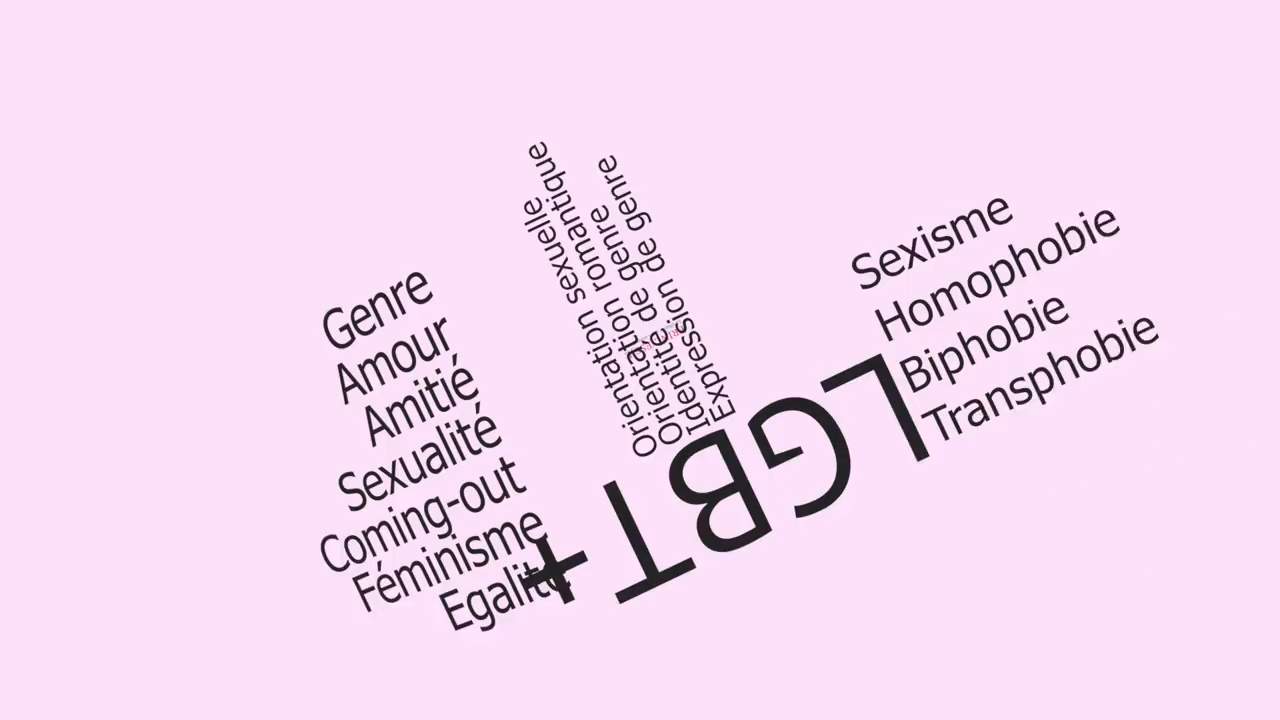 Genre
Amour
Amitié
Sexualité
Coming-out
Féminisme
Egalité
Orientation sexuelle
Orientation romantique
Identité de genre
Expression de genre
LGBT+
Sexisme
Homophobie
Biphobie
Transphobie